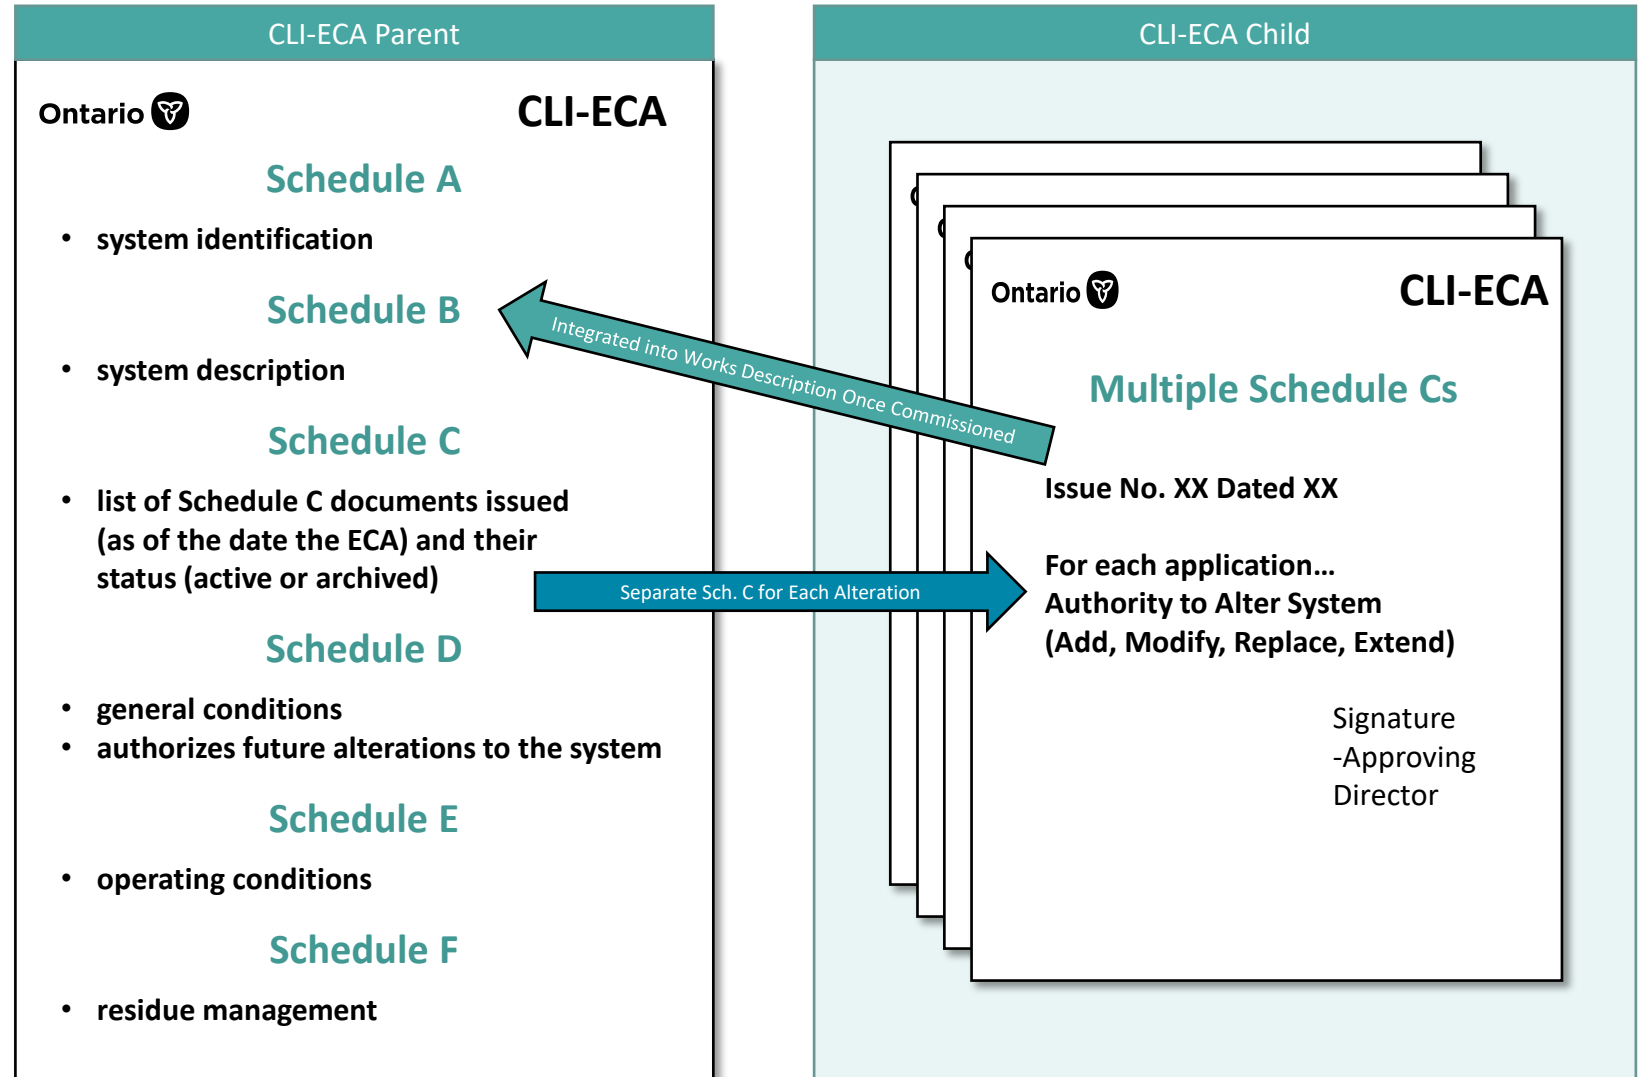 CLI-ECA Parent
Ontario
CLI-ECA
Schedule A
• system identification
Schedule B
• system description
Schedule C
• list of Schedule C documents issued
(as of the date the ECA) and their
status (active or archived)
Schedule D
• general conditions
• authorizes future alterations to the system
Schedule E
• operating conditions
Schedule F
• residue management
Integrated into Works Description Once Commissioned
Separate Sch. C for Each Alteration
CLI-ECA Child
Ontario
CLI-ECA
Multiple Schedule Cs
Issue No. XX Dated XX
For each application...
Authority to Alter System
(Add, Modify, Replace, Extend)
Signature
-Approving
Director